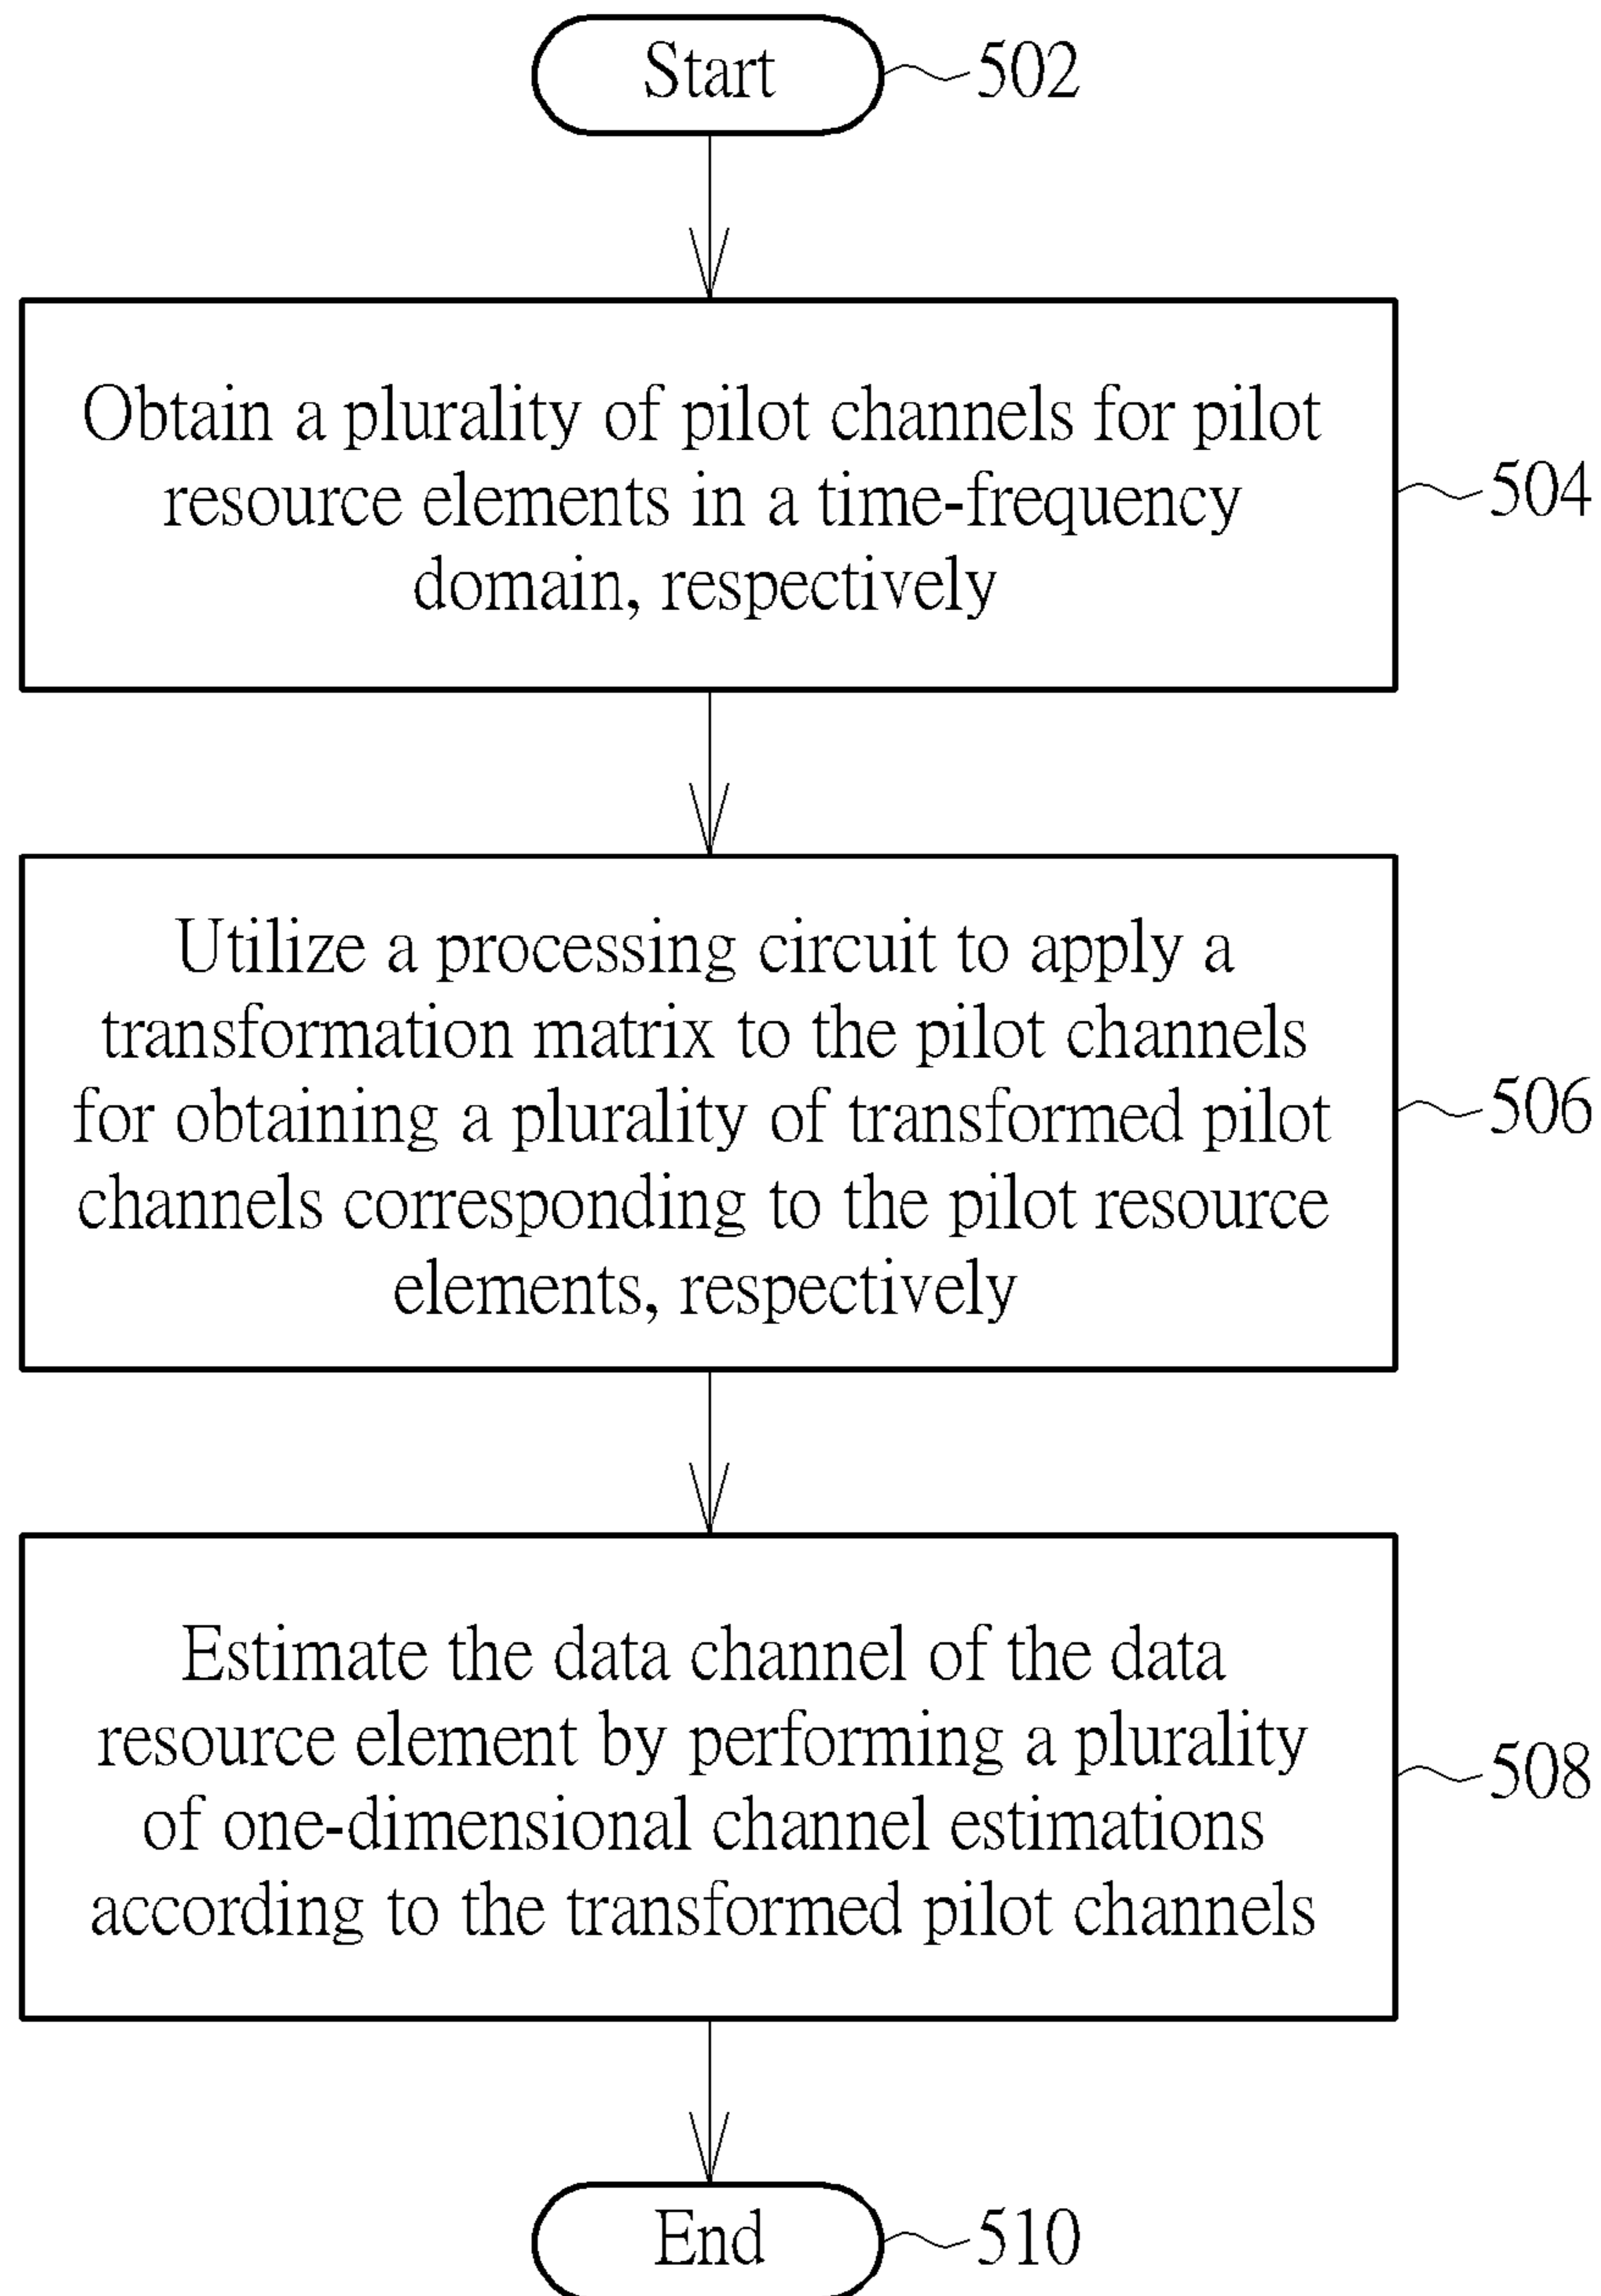 Start
502
Obtain a plurality of pilot channels for pilot
resource elements in a time-frequency
domain, respectively
504
Utilize a processing circuit to apply a
transformation matrix to the pilot channels
for obtaining a plurality of transformed pilot
channels corresponding to the pilot resource
elements, respectively
506
Estimate the data channel of the data
resource element by performing a plurality
of one-dimensional channel estimations
according to the transformed pilot channels
508
End
510